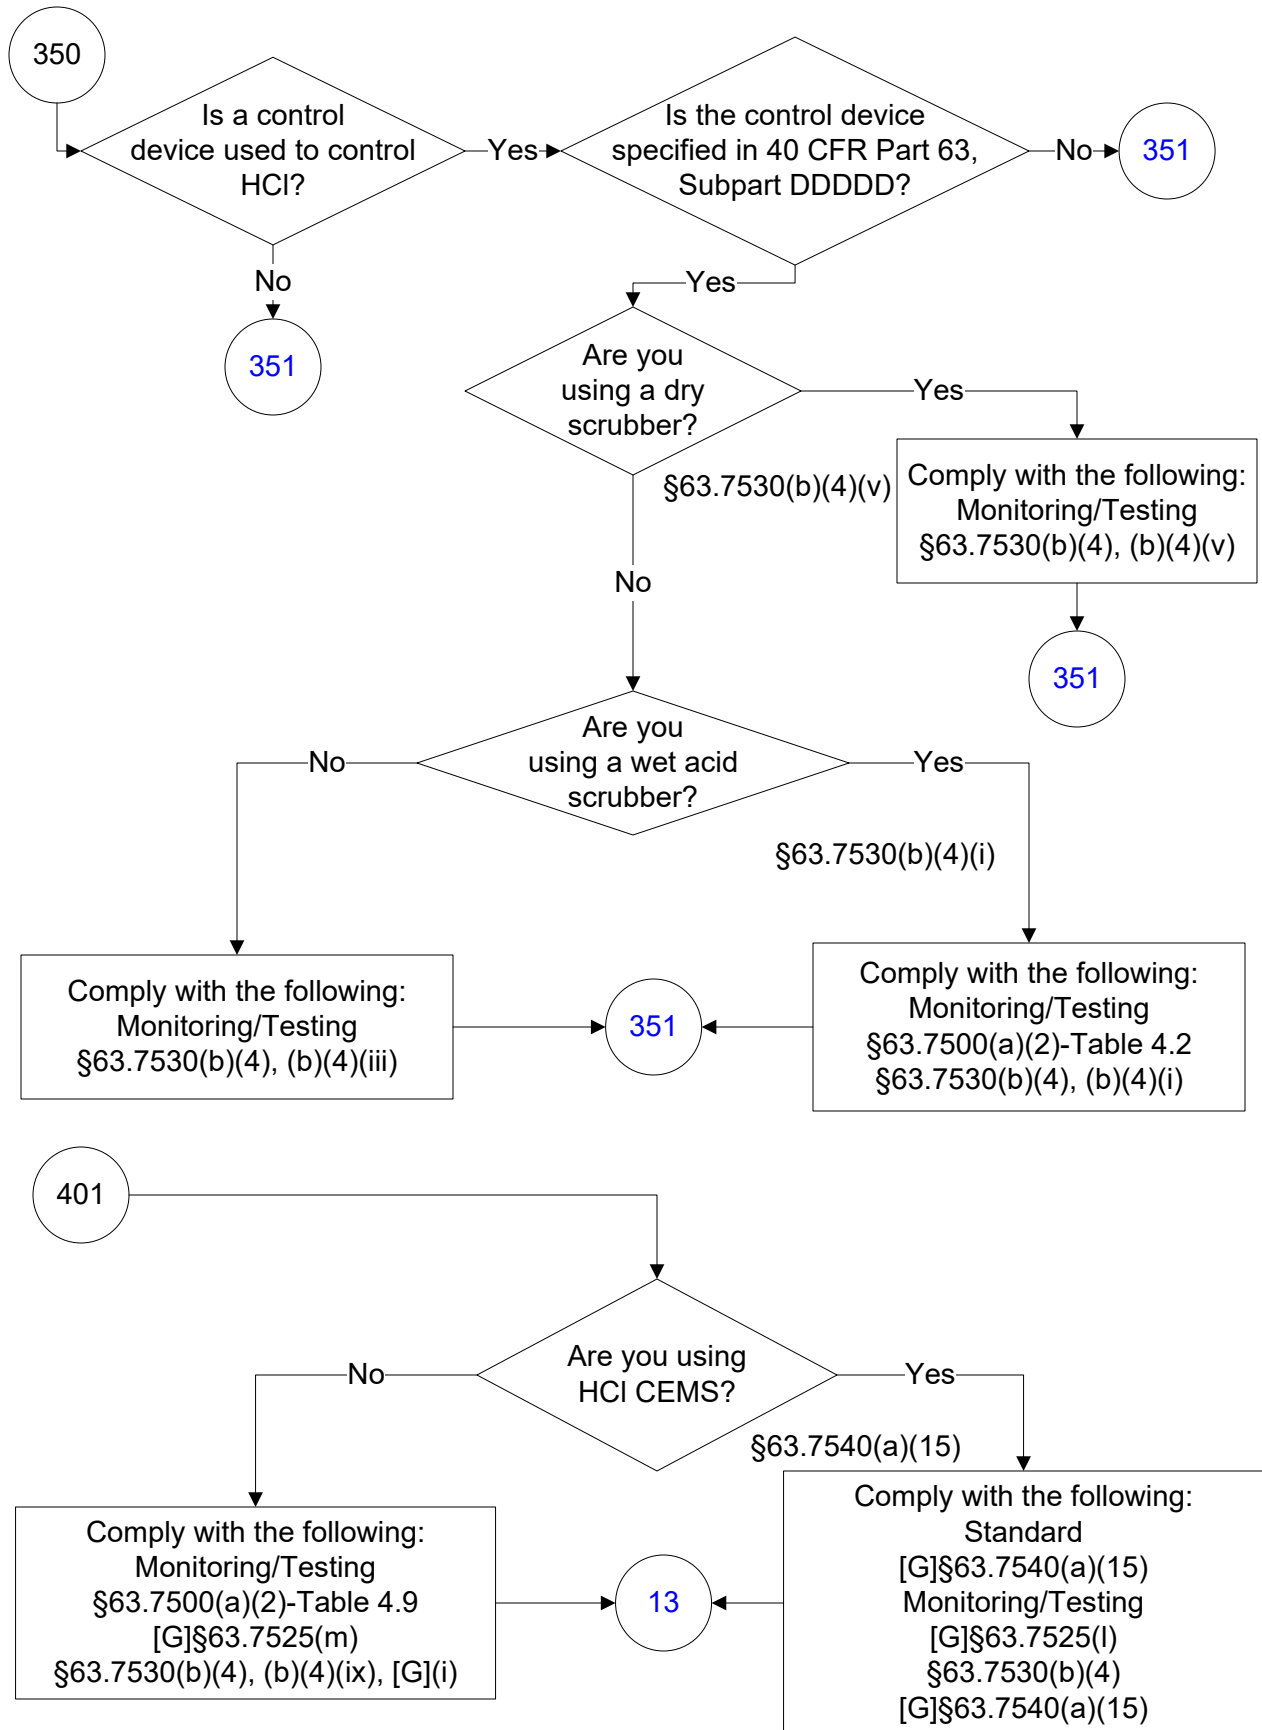 350
Is a control
device used to control
HCl?
Yes
Is the control device
specified in 40 CFR Part 63,
Subpart DDDDD?
No
351
No
351
Yes
Are you
using a dry
scrubber?
Yes
§63.7530(b)(4)(v)
Comply with the following:
Monitoring/Testing
§63.7530(b)(4), (b)(4)(v)
351
No
Are you
using a wet acid
scrubber?
No
Yes
§63.7530(b)(4)(i)
Comply with the following:
Monitoring/Testing
§63.7530(b)(4), (b)(4)(iii)
351
Comply with the following:
Monitoring/Testing
§63.7500(a)(2)-Table 4.2
§63.7530(b)(4), (b)(4)(i)
401
Are you using
HCl CEMS?
No
Yes
§63.7540(a)(15)
Comply with the following:
Monitoring/Testing
§63.7500(a)(2)-Table 4.9
[G]§63.7525(m)
§63.7530(b)(4), (b)(4)(ix), [G](i)
13
Comply with the following:
Standard
[G]§63.7540(a)(15)
Monitoring/Testing
[G]§63.7525(l)
§63.7530(b)(4)
[G]§63.7540(a)(15)